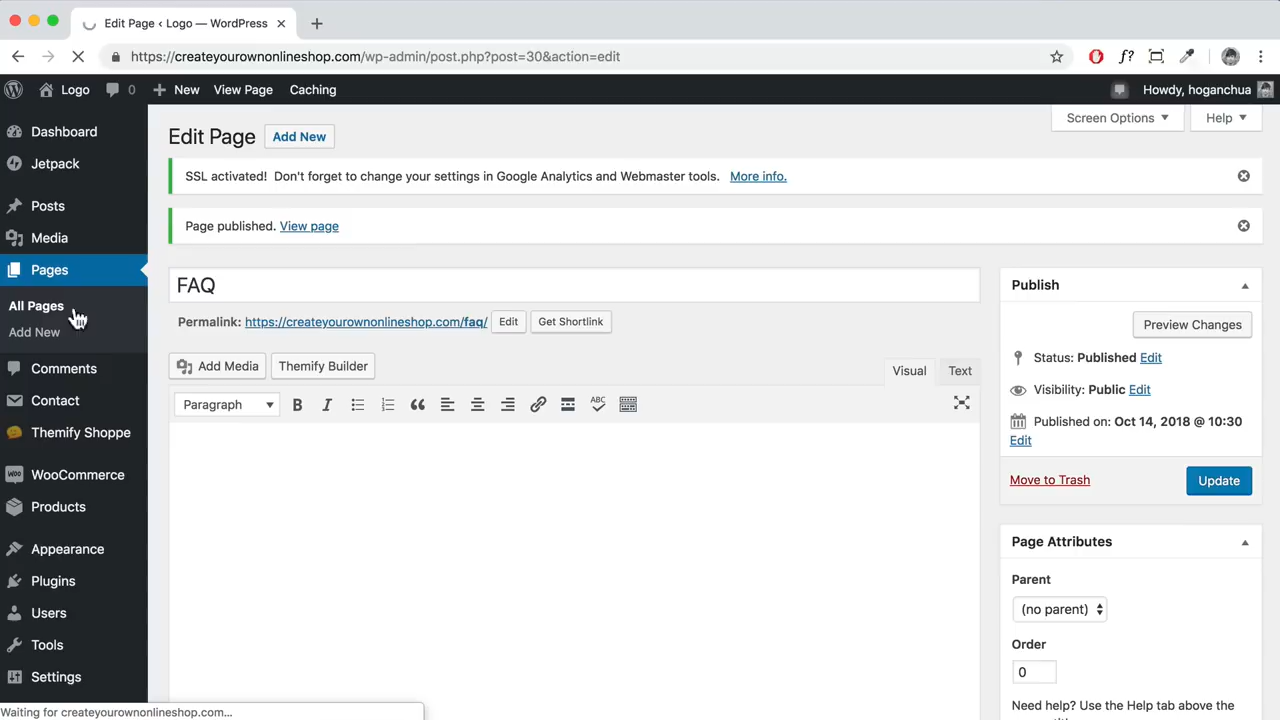 Edit Page ‹ Logo — WordPress
https://createyourownonlineshop.com/wp-admin/post.php?post=30&action=edit
f?
Logo
0
New
View Page
Caching
Howdy, hoganchua
Dashboard
Jetpack
Posts
Media
Pages
All Pages
Add New
Comments
Contact
Themify Shoppe
WOO
WooCommerce
Products
Appearance
Plugins
Users
Tools
Settings
Screen Options
Help
Edit Page
Add New
SSL activated! Don't forget to change your settings in Google Analytics and Webmaster tools. More info.
Page published. View page
FAQ
Permalink: https://createyourownonlineshop.com/faq/
Edit
Get Shortlink
Add Media
Themify Builder
Visual
Text
Paragraph
B
I
ABC
Publish
Preview Changes
Status: Published Edit
Visibility: Public Edit
Published on: Oct 14, 2018 @ 10:30
Edit
Move to Trash
Update
Page Attributes
Parent
(no parent)
Order
0
Need help? Use the Help tab above the
Waiting for createyourownonlineshop.com...